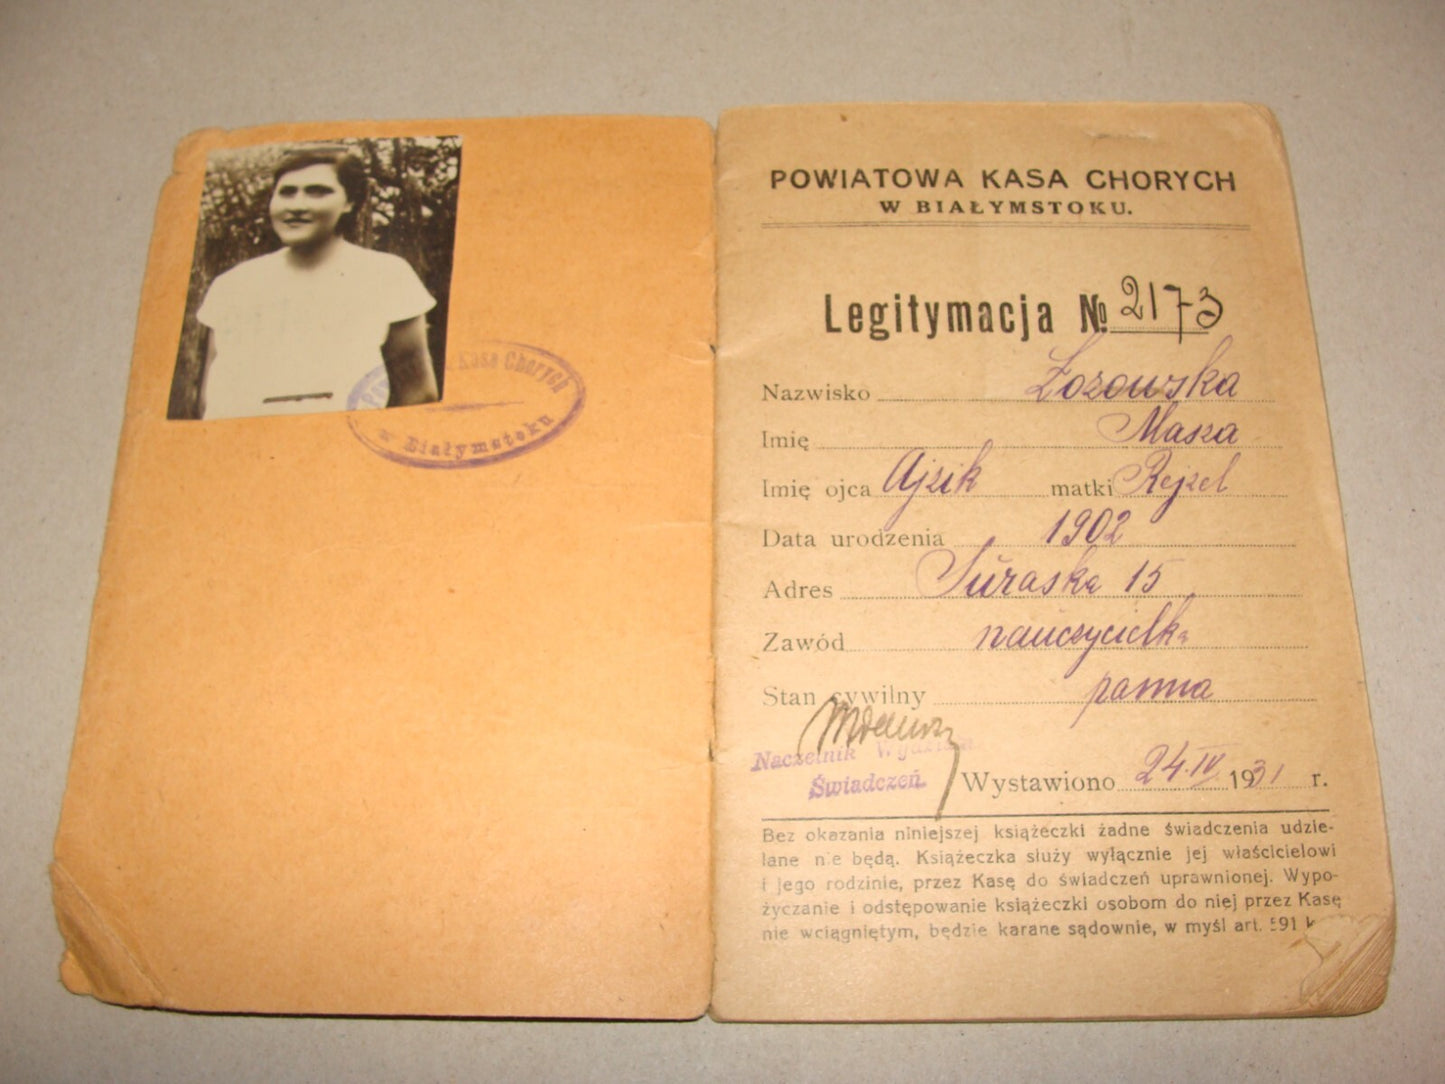 Kasa Chorych
w Białymstoku
POWIATOWA KASA CHORYCH
W BIAŁYMSTOKU.
Legitymacja № 2173
Nazwisko
Imię Masza
Imię ojca Ajzik matki Rejzel
Data urodzenia 1902
Adres Suraska 15
Zawód nauczycielka
Stan cywilny panna
Naczelnik Wydziału
Świadczeń
Wystawiono 24.IV 1931 r.
Bez okazania niniejszej książeczki żadne świadczenia udzie-
lane nie będą. Książeczka służy wyłącznie jej właścicielowi
i jego rodzinie, przez Kasę do świadczeń uprawnionej. Wypo-
życzanie i odstępowanie książeczki osobom do niej przez Kasę
nie wciągniętym, będzie karane sądownie, w myśl art. 591